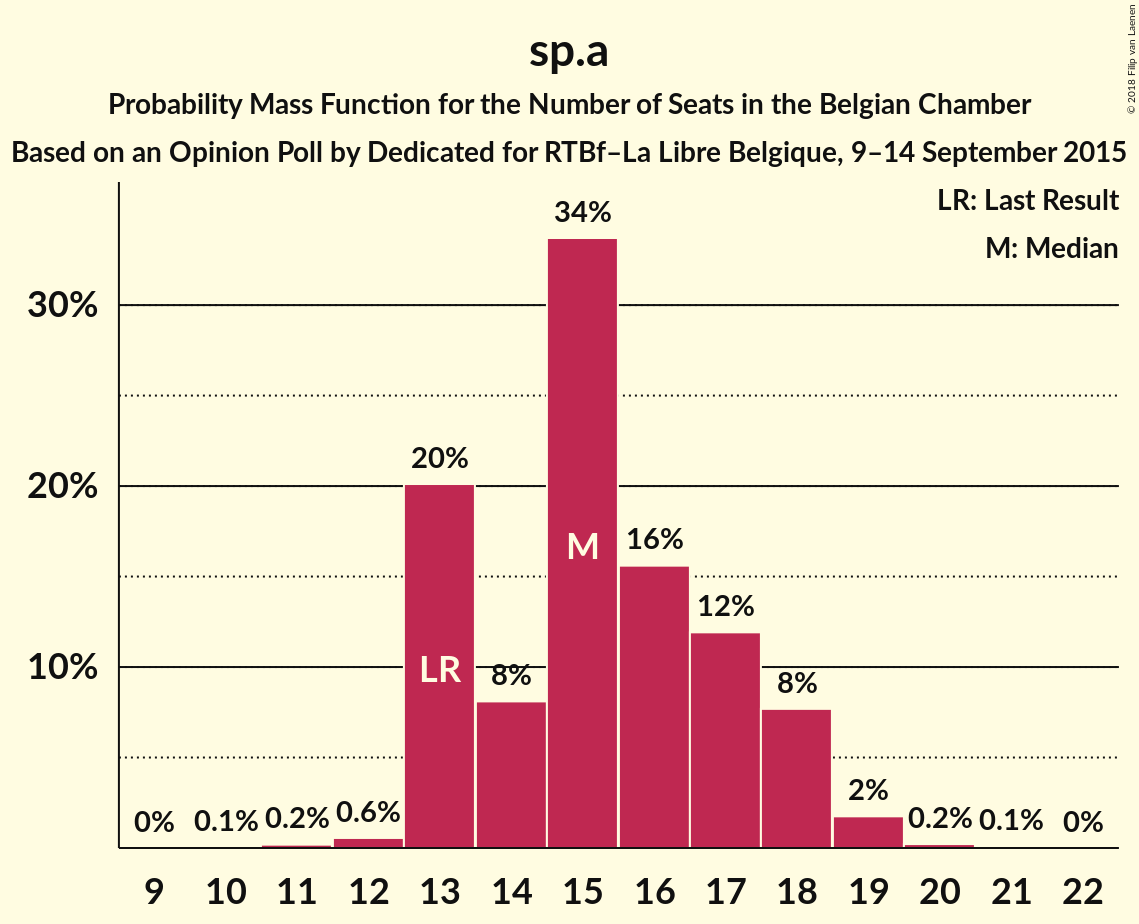 sp.a
Probability Mass Function for the Number of Seats in the Belgian Chamber
Based on an Opinion Poll by Dedicated for RTBf–La Libre Belgique, 9–14 September 2015
© 2018 Filip van Laenen
LR: Last Result
M: Median
30%
20%
10%
0%
0.1%
0.2%
0.6%
20%
8%
34%
16%
12%
8%
2%
0.2%
0.1%
0%
LR
M
9 10 11 12 13 14 15 16 17 18 19 20 21 22